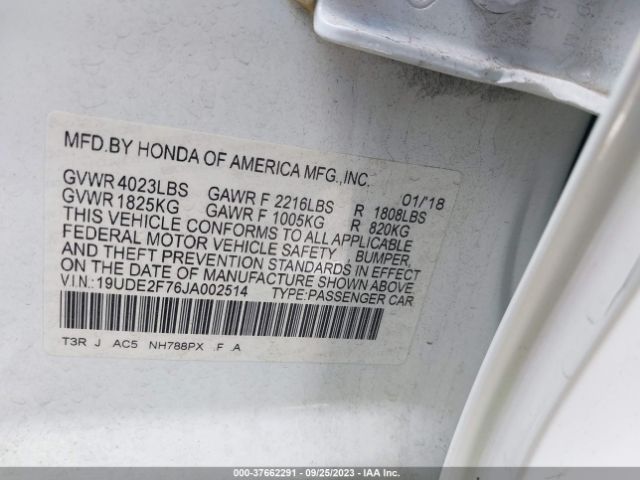 MFD.BY HONDA OF AMERICA MFG.,INC.
01/'18
GVWR 4023LBS GAWR F 2216LBS R 1808LBS
GVWR 1825KG GAWR F 1005KG R 820KG
THIS VEHICLE CONFORMS TO ALL APPLICABLE
FEDERAL MOTOR VEHICLE SAFETY , BUMPER,
AND THEFT PREVENTION STANDARDS IN EFFECT
ON THE DATE OF MANUFACTURE SHOWN ABOVE.
V.I.N.:19UDE2F76JA002514 TYPE:PASSENGER CAR
T3R J AC5 NH788PX F A
000-37662291 - 09/25/2023 - IAA Inc.